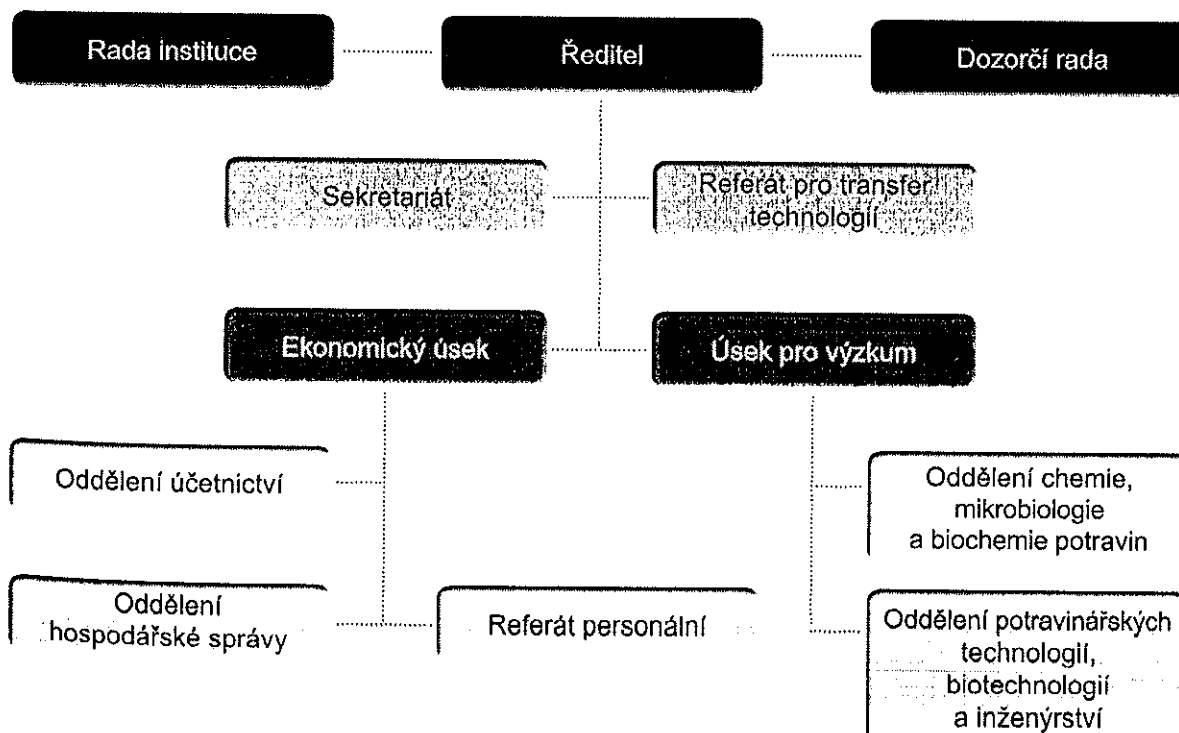 Rada instituce
Ředitel
Dozorčí rada
Sekretariát
Referát pro transfer
technologií
Ekonomický úsek
Úsek pro výzkum
Oddělení účetnictví
Oddělení chemie,
mikrobiologie
a biochemie potravin
Oddělení
hospodářské správy
Referát personální
Oddělení potravinářských
technologií,
biotechnologií
a inženýrství